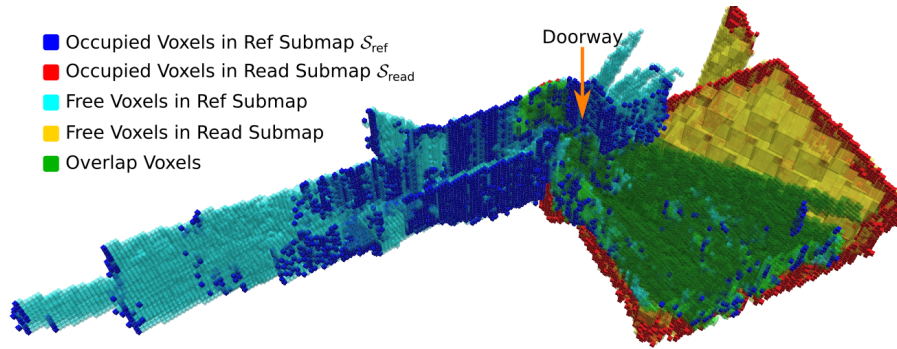 Doorway
Occupied Voxels in Ref Submap 𝒮ref
Occupied Voxels in Read Submap 𝒮read
Free Voxels in Ref Submap
Free Voxels in Read Submap
Overlap Voxels